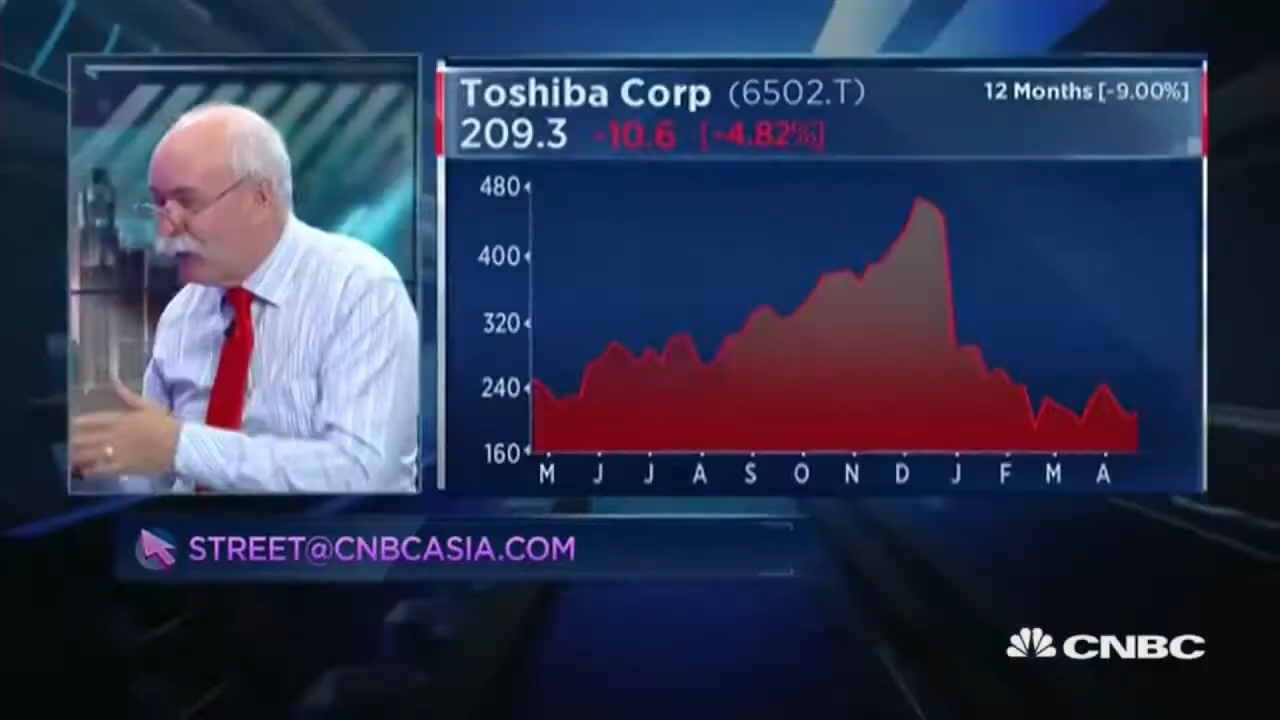 Toshiba Corp (6502.T)
12 Months [-9.00%]
209.3 -10.6 [-4.82%]
480
400
320
240
160
M J J A S O N D J F M A
STREET@CNBCASIA.COM
CNBC